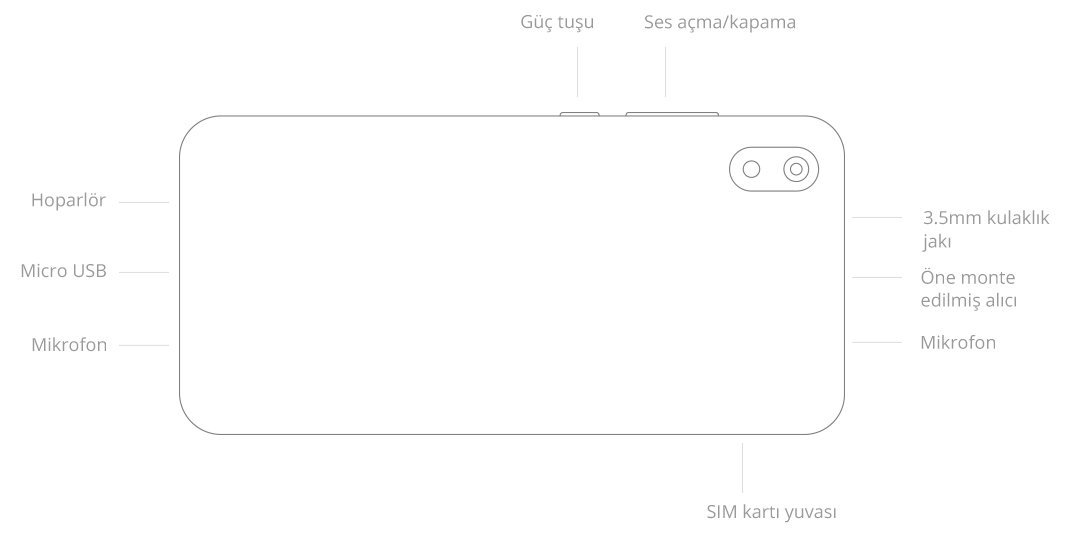 Güç tuşu
Ses açma/kapama
Hoparlör
Micro USB
Mikrofon
3.5mm kulaklık
jakı
Öne monte
edilmiş alıcı
Mikrofon
SIM kartı yuvası